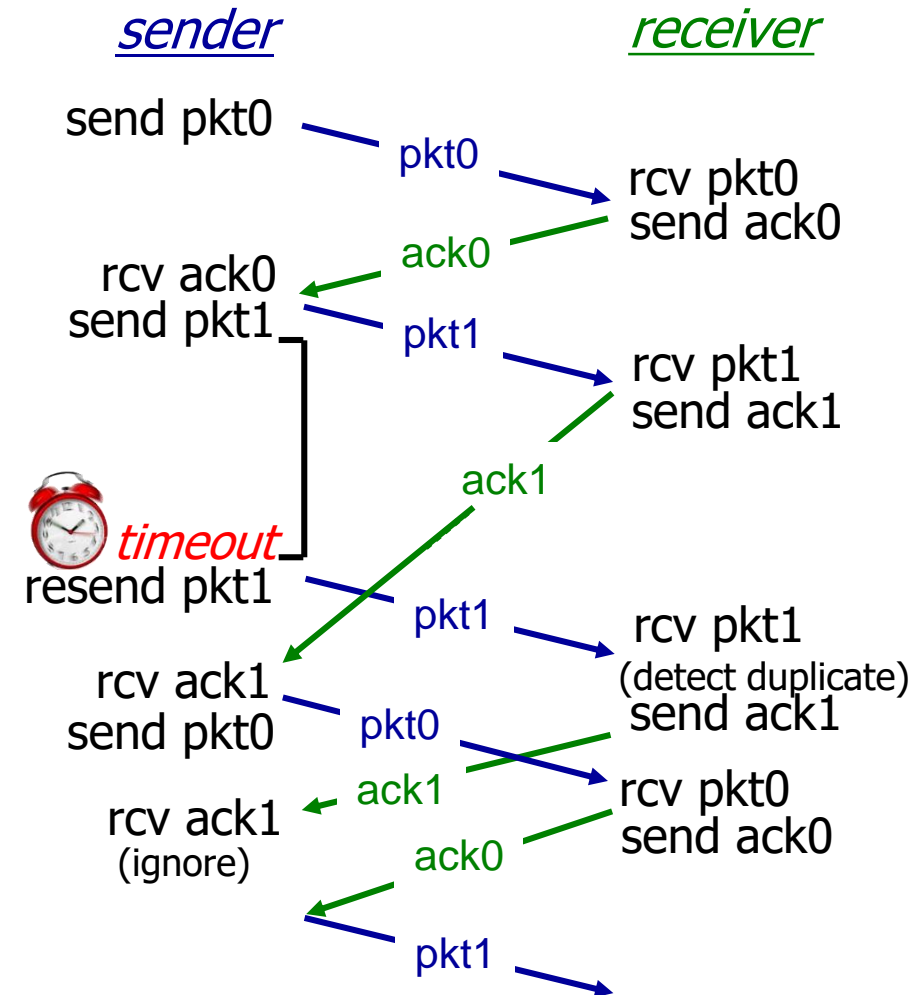 sender
receiver
send pkt0
pkt0
rcv pkt0
send ack0
ack0
rcv ack0
send pkt1
pkt1
rcv pkt1
send ack1
ack1
timeout
resend pkt1
pkt1
rcv pkt1
(detect duplicate)
send ack1
rcv ack1
send pkt0
pkt0
ack1
rcv pkt0
send ack0
rcv ack1
(ignore)
ack0
pkt1